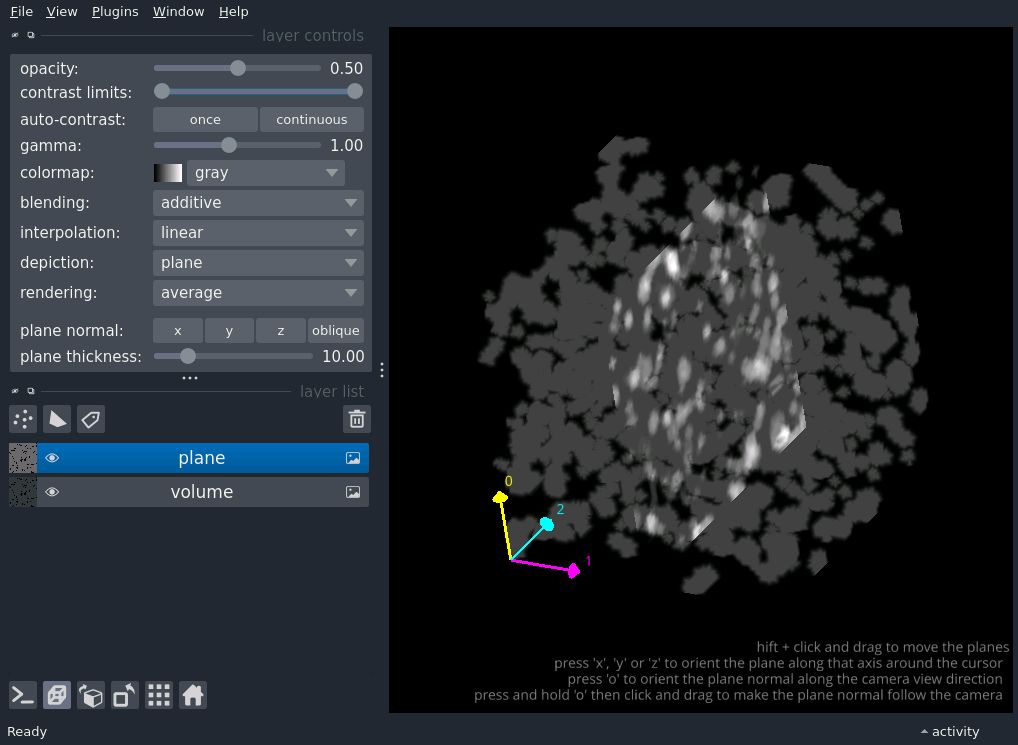 File View Plugins Window Help
layer controls
opacity: 0.50
contrast limits:
auto-contrast: once continuous
gamma: 1.00
colormap: gray
blending: additive
interpolation: linear
depiction: plane
rendering: average
plane normal: x y z oblique
plane thickness: 10.00
layer list
plane
volume
0
2
1
hift + click and drag to move the planes
press 'x', 'y' or 'z' to orient the plane along that axis around the cursor
press 'o' to orient the plane normal along the camera view direction
press and hold 'o' then click and drag to make the plane normal follow the camera
Ready activity